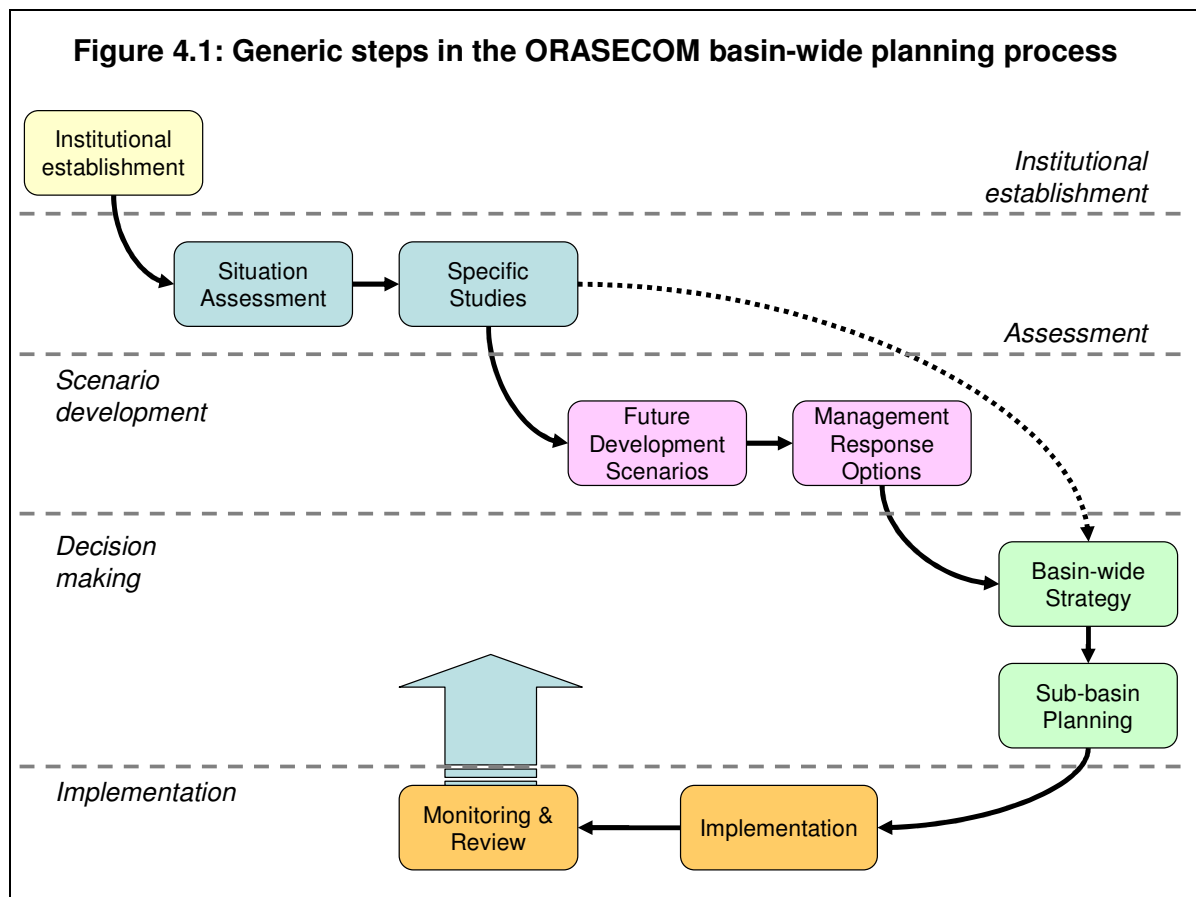 Figure 4.1: Generic steps in the ORASECOM basin-wide planning process
Institutional
establishment
Institutional
establishment
Situation
Assessment
Specific
Studies
Assessment
Scenario
development
Future
Development
Scenarios
Management
Response
Options
Decision
making
Basin-wide
Strategy
Sub-basin
Planning
Implementation
Monitoring &
Review
Implementation